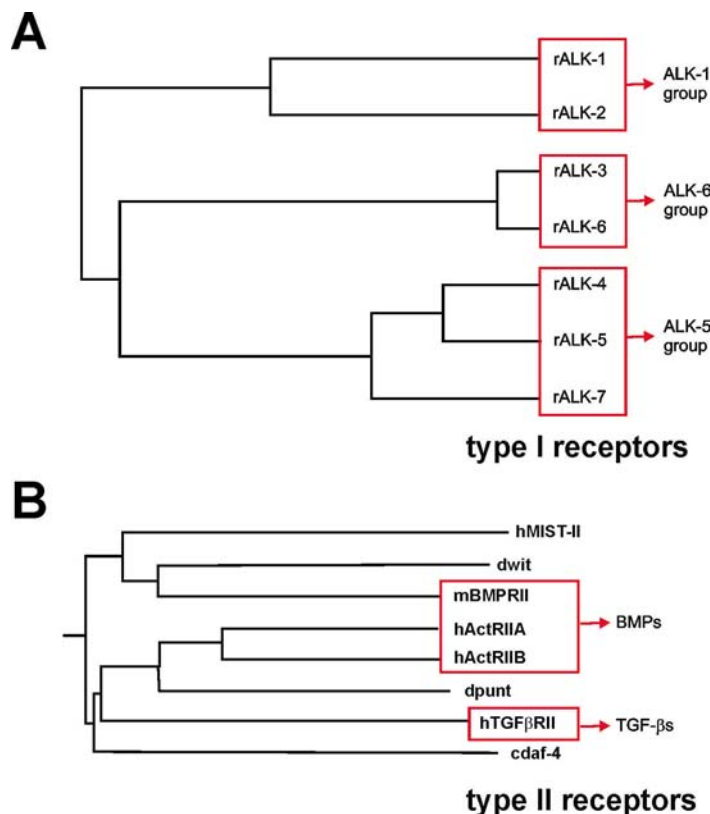 A
rALK-1
ALK-1
group
rALK-2
rALK-3
ALK-6
group
rALK-6
rALK-4
rALK-5
ALK-5
group
rALK-7
type I receptors
B
hMIST-II
dwit
mBMPRII
BMPs
hActRIIA
hActRIIB
dpunt
hTGFβRII
TGF-βs
cdaf-4
type II receptors